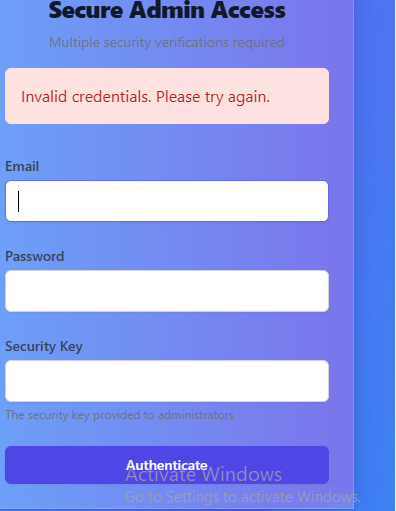 Secure Admin Access
Multiple security verifications required
Invalid credentials. Please try again.
Email
Password
Security Key
The security key provided to administrators
Authenticate
Activate Windows
Go to Settings to activate Windows.